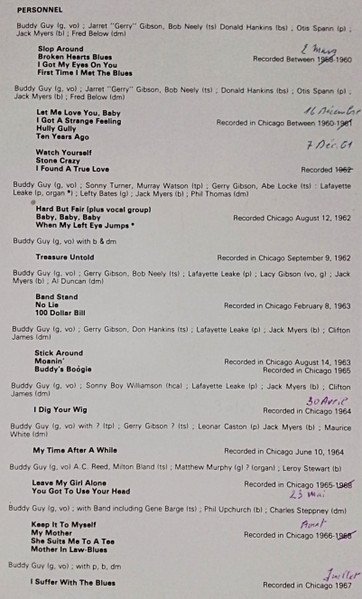 PERSONNEL
Buddy Guy (g, vo) ; Jarret "Gerry" Gibson, Bob Neely (ts) Donald Hankins (bs) ; Otis Spann (p) ;
Jack Myers (b) ; Fred Below (dm)
2 Mars
Slop Around
Broken Hearts Blues
I Got My Eyes On You
Recorded Between 1958-1960
First Time I Met The Blues
Buddy Guy (g, vo) ; Jarret "Gerry" Gibson, Bob Neely (ts) ; Donald Hankins (bs) ; Otis Spann (p) ;
Jack Myers (b) ; Fred Below (dm)
16 Décembre
Let Me Love You, Baby
I Got A Strange Feeling
Recorded in Chicago Between 1960-1961
Hully Gully
Ten Years Ago
7 Déc. 61
Watch Yourself
Stone Crazy
I Found A True Love
Recorded 1962
Buddy Guy (g, vo) ; Sonny Turner, Murray Watson (tp) ; Gerry Gibson, Abe Locke (ts) : Lafayette
Leake (p, organ *) ; Lefty Bates (g) ; Jack Myers (b) ; Phil Thomas (dm)
Hard But Fair (plus vocal group)
Baby, Baby, Baby
Recorded Chicago August 12, 1962
When My Left Eye Jumps *
Buddy Guy (g, vo) with b & dm
Treasure Untold
Recorded Chicago September 9, 1962
Buddy Guy (g, vo) ; Gerry Gibson, Bob Neely (ts) ; Lafayette Leake (p) ; Lacy Gibson (vo, g) ; Jack
Myers (b) ; Al Duncan (dm)
Band Stand
No Lie
Recorded in Chicago February 8, 1963
100 Dollar Bill
Buddy Guy (g, vo) ; Gerry Gibson, Don Hankins (ts) ; Lafayette Leake (p) ; Jack Myers (b) ; Clifton
James (dm)
Stick Around
Moanin'
Recorded in Chicago August 14, 1963
Buddy's Boogie
Recorded in Chicago 1965
Buddy Guy (g, vo) ; Sonny Boy Williamson (hca) ; Lafayette Leake (p) ; Jack Myers (b) ; Clifton
James (dm)
30 Avril
I Dig Your Wig
Recorded in Chicago 1964
Buddy Guy (g, vo) with ? (tp) ; Gerry Gibson ? (ts) ; Leonar Caston (p) Jack Myers (b) ; Maurice
White (dm)
My Time After A While
Recorded Chicago June 10, 1964
Buddy Guy (g, vo) A.C. Reed, Milton Bland (ts) ; Matthew Murphy (g) ? (organ) ; Leroy Stewart (b)
Leave My Girl Alone
Recorded in Chicago 1965-1966
You Got To Use Your Head
23 mai
Buddy Guy (g, vo) ; with Band including Gene Barge (ts) ; Phil Upchurch (b) ; Charles Steppney (dm)
Aout
Keep It To Myself
My Mother
Recorded in Chicago 1966-1968
She Suits Me To A Tee
Mother In Law-Blues
Buddy Guy (g, vo) ; with p, b, dm
Juillet
I Suffer With The Blues
Recorded in Chicago 1967